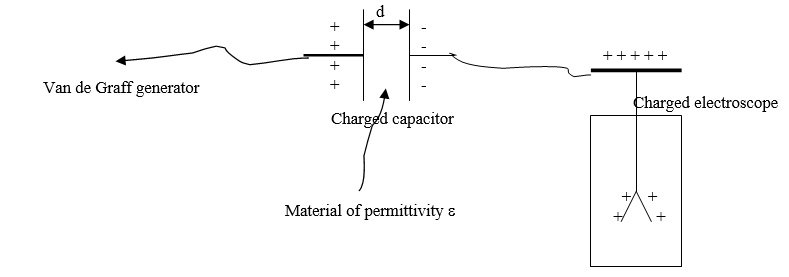 d
+
-
+
-
+
-
+
-
+ + + + +
Van de Graff generator
Charged capacitor
Charged electroscope
Material of permittivity ε
+ +
+ +